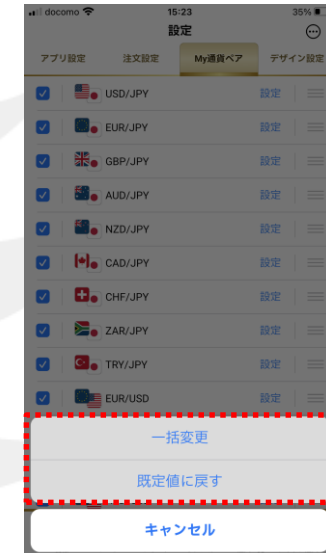 docomo 15:23 35%
設定
アプリ設定 注文設定 My通貨ペア デザイン設定
USD/JPY 設定
EUR/JPY 設定
GBP/JPY 設定
AUD/JPY 設定
NZD/JPY 設定
CAD/JPY 設定
CHF/JPY 設定
ZAR/JPY 設定
TRY/JPY 設定
EUR/USD 設定
一括変更
既定値に戻す
キャンセル